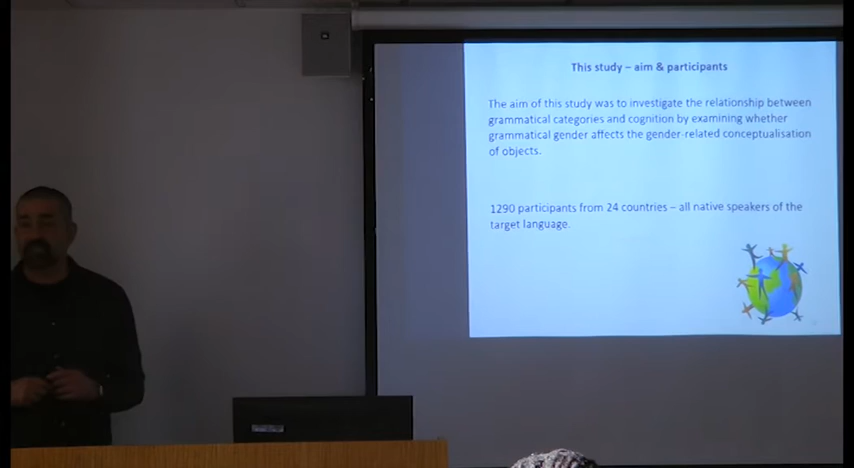 This study – aim & participants
The aim of this study was to investigate the relationship between
grammatical categories and cognition by examining whether
grammatical gender affects the gender-related conceptualisation
of objects.
1290 participants from 24 countries – all native speakers of the
target language.